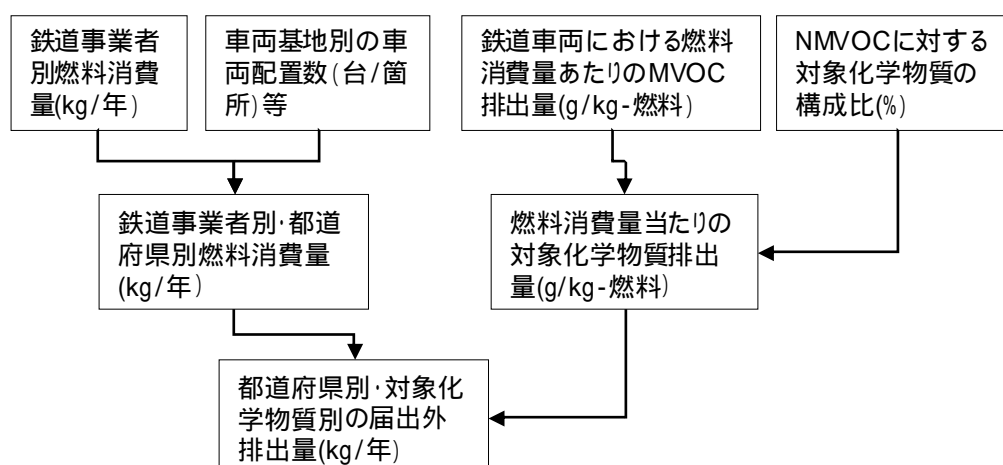 鉄道事業者
別燃料消費
量(kg/年)
車両基地別の車
両配置数(台/箇
所)等
鉄道車両における燃料
消費量あたりのMVOC
排出量(g/kg-燃料)
NMVOCに対する
対象化学物質の
構成比(%)
鉄道事業者別・都道
府県別燃料消費量
(kg/年)
燃料消費量当たりの
対象化学物質排出
量(g/kg-燃料)
都道府県別・対象化
学物質別の届出外
排出量(kg/年)